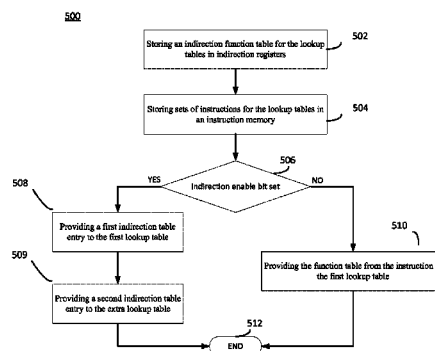 500
Storing an indirection function table for the lookup
tables in indirection registers
502
Storing sets of instructions for the lookup tables in
an instruction memory
504
506
Indirection enable bit set
YES
NO
508
Providing a first indirection table
entry to the first lookup table
510
Providing the function table from the instruction
the first lookup table
509
Providing a second indirection table
entry to the extra lookup table
512
END